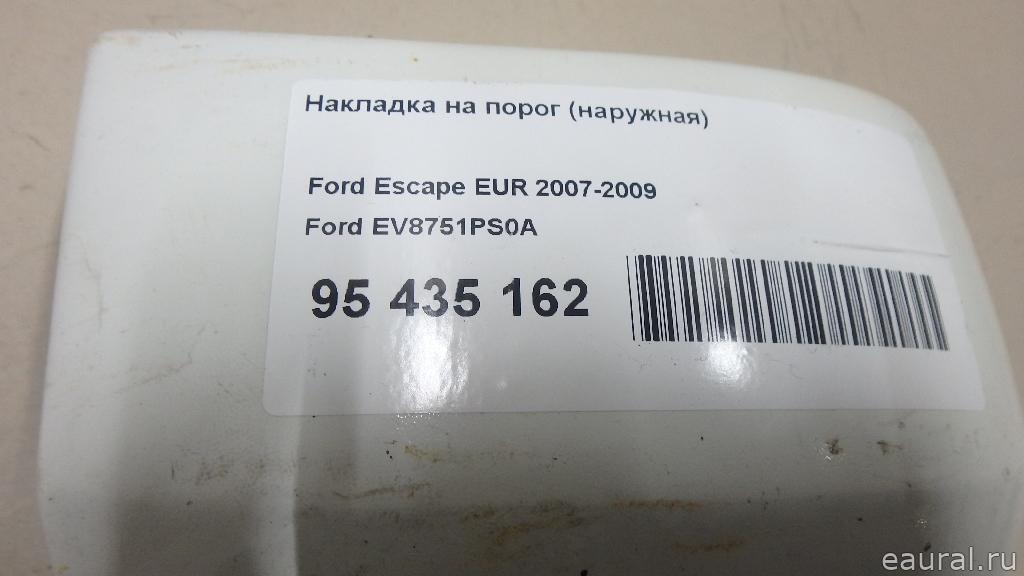 Накладка на порог (наружная)
Ford Escape EUR 2007-2009
Ford EV8751PS0A
95 435 162
eaural.ru